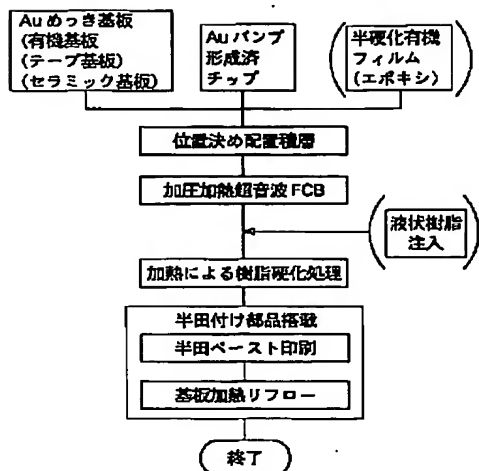 Auめっき基板
(有機基板
(テープ基板)
(セラミック基板)
Auバンプ
形成済
チップ
半硬化有機
フィルム
(エポキシ)
位置決め配置積層
加圧加熱超音波FCB
液状樹脂
注入
加熱による樹脂硬化処理
半田付け部品搭載
半田ペースト印刷
基板加熱リフロー
終了